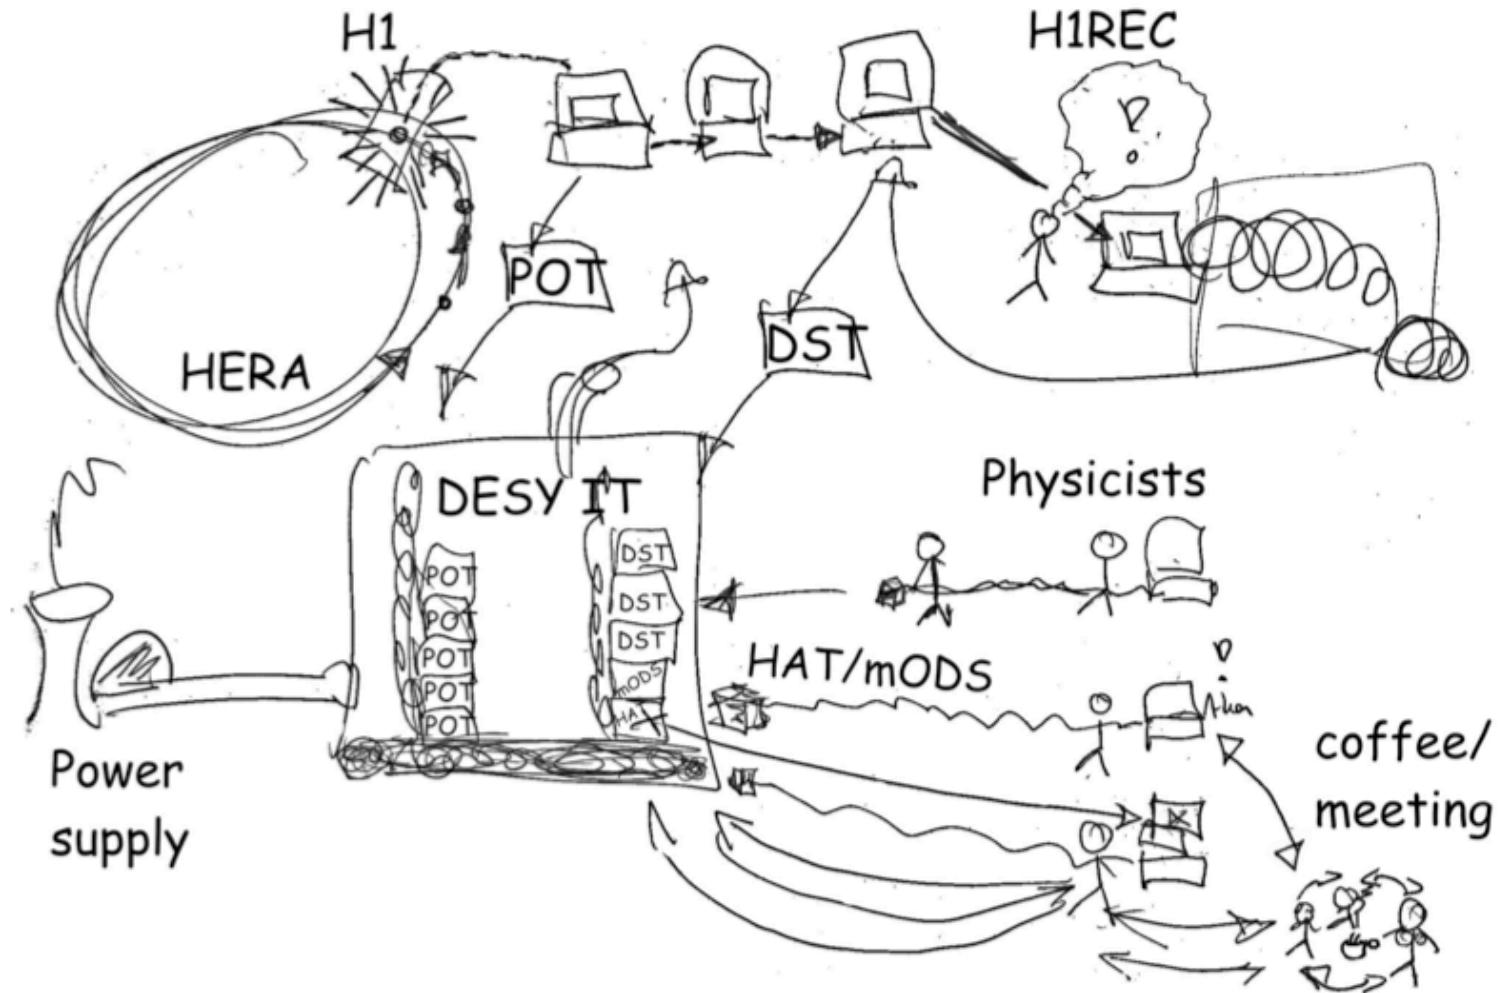 H1
H1REC
POT
HERA
DST
DESY IT
Physicists
DST
POT
DST
POT
DST
POT
mODS
POT
HAT
POT
HAT/mODS
Power
supply
coffee/
meeting